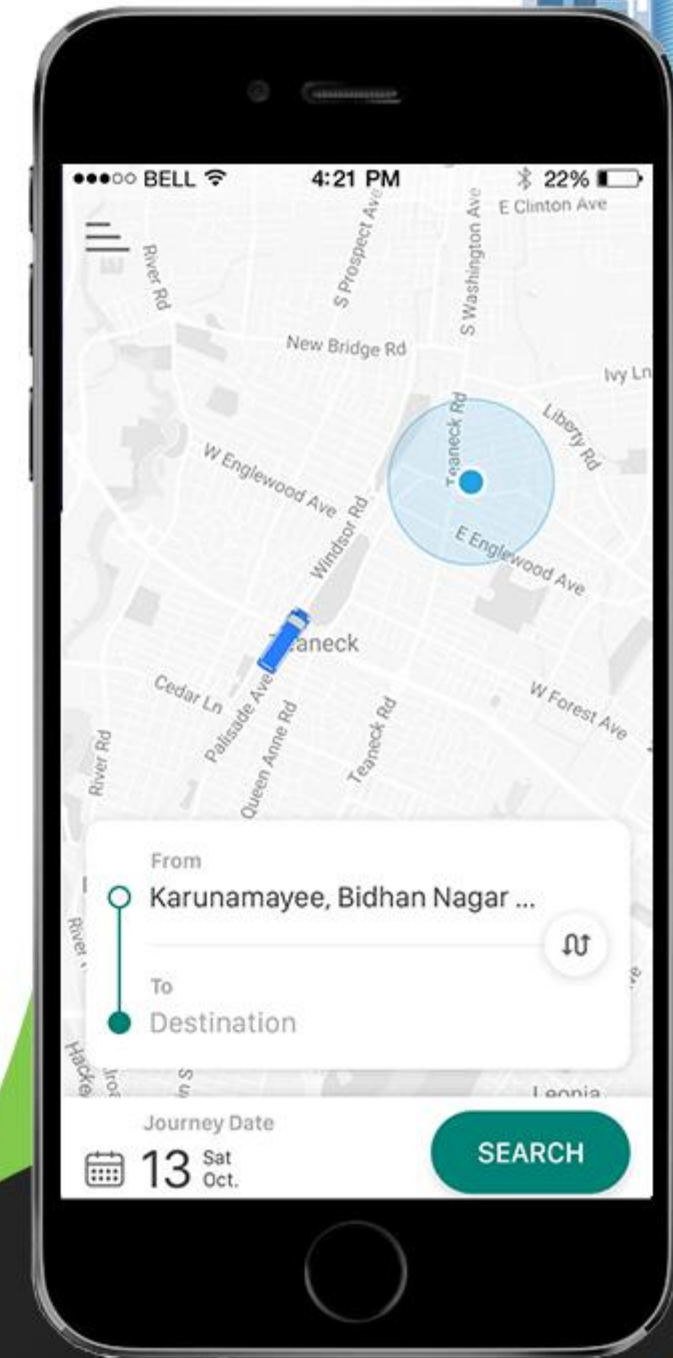 BELL 4:21 PM 22%
E Clinton Ave
S Prospect Ave
S Washington Ave
River Rd
New Bridge Rd
Ivy Ln
Teaneck Rd
Liberty Rd
W Englewood Ave
Windsor Rd
E Englewood Ave
Teaneck
Cedar Ln
Palisade Ave
W Forest Ave
Queen Anne Rd
Teaneck Rd
River Rd
From
Karunamayee, Bidhan Nagar ...
To
Destination
River
Leonia
Journey Date
13 Sat
Oct.
SEARCH